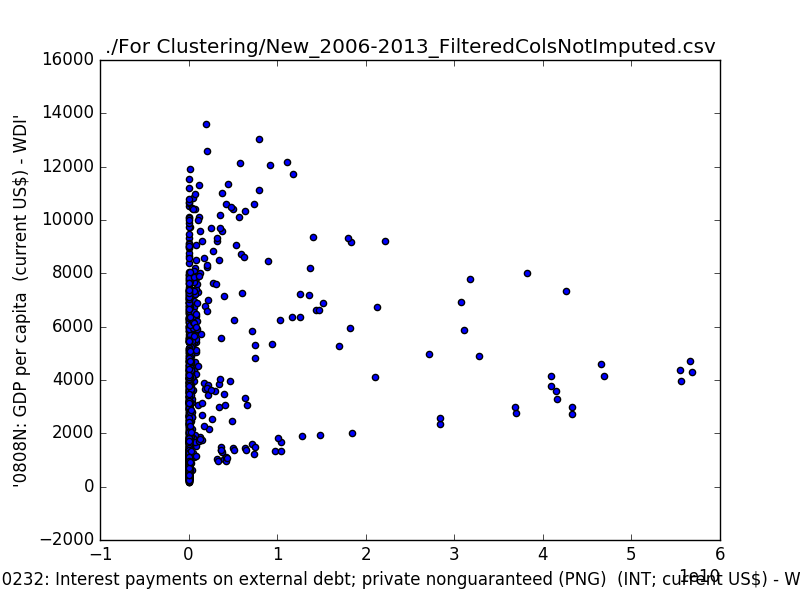 ./For Clustering/New_2006-2013_FilteredColsNotImputed.csv
16000
14000
12000
10000
8000
6000
4000
2000
0
−2000
'0808N: GDP per capita (current US$) - WDI'
−1 0 1 2 3 4 5 6
1e10
0232: Interest payments on external debt; private nonguaranteed (PNG) (INT; current US$) - W